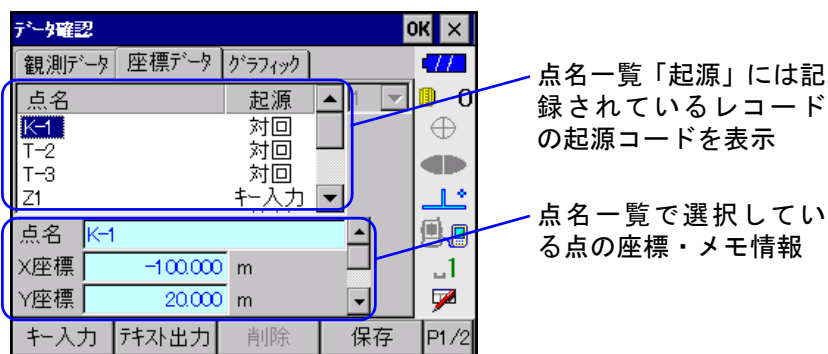 ﾃﾞｰﾀ確認 OK ×
観測ﾃﾞｰﾀ 座標ﾃﾞｰﾀ ｸﾞﾗﾌｨｯｸ
点名 起源
K-1 対回
T-2 対回
T-3 対回
Z1 キー入力
0
点名 K-1
X座標 -100.000 m
Y座標 20.000 m
1
キー入力 ﾃｷｽﾄ出力 削除 保存 P1/2
点名一覧「起源」には記
録されているレコード
の起源コードを表示
点名一覧で選択してい
る点の座標・メモ情報